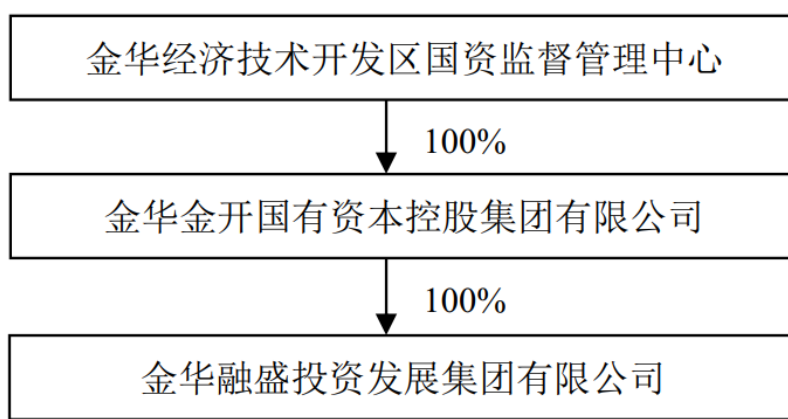 金华经济技术开发区国资监督管理中心
100%
金华金开国有资本控股集团有限公司
100%
金华融盛投资发展集团有限公司